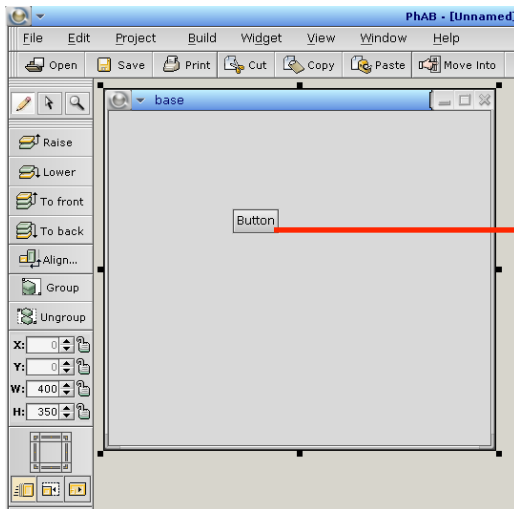 PhAB - [Unnamed]
File Edit Project Build Widget View Window Help
Open Save Print Cut Copy Paste Move Into
base
Raise
Lower
To front
Button
To back
Align...
Group
Ungroup
X: 0
Y: 0
W: 400
H: 350